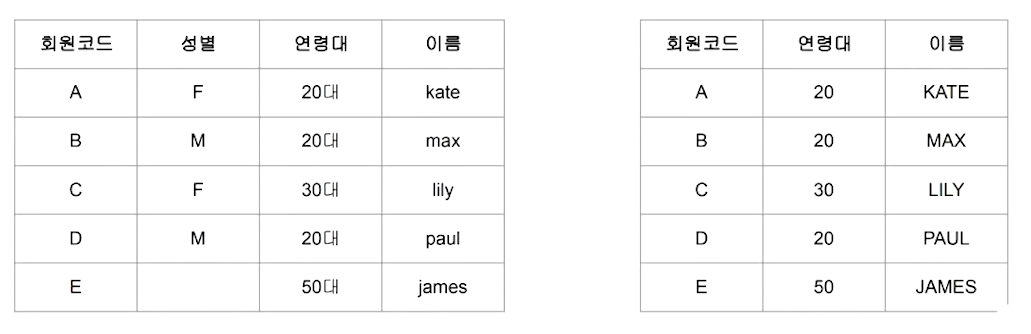 회원코드 성별 연령대 이름
A F 20대 kate
B M 20대 max
C F 30대 lily
D M 20대 paul
E 50대 james
회원코드 연령대 이름
A 20 KATE
B 20 MAX
C 30 LILY
D 20 PAUL
E 50 JAMES